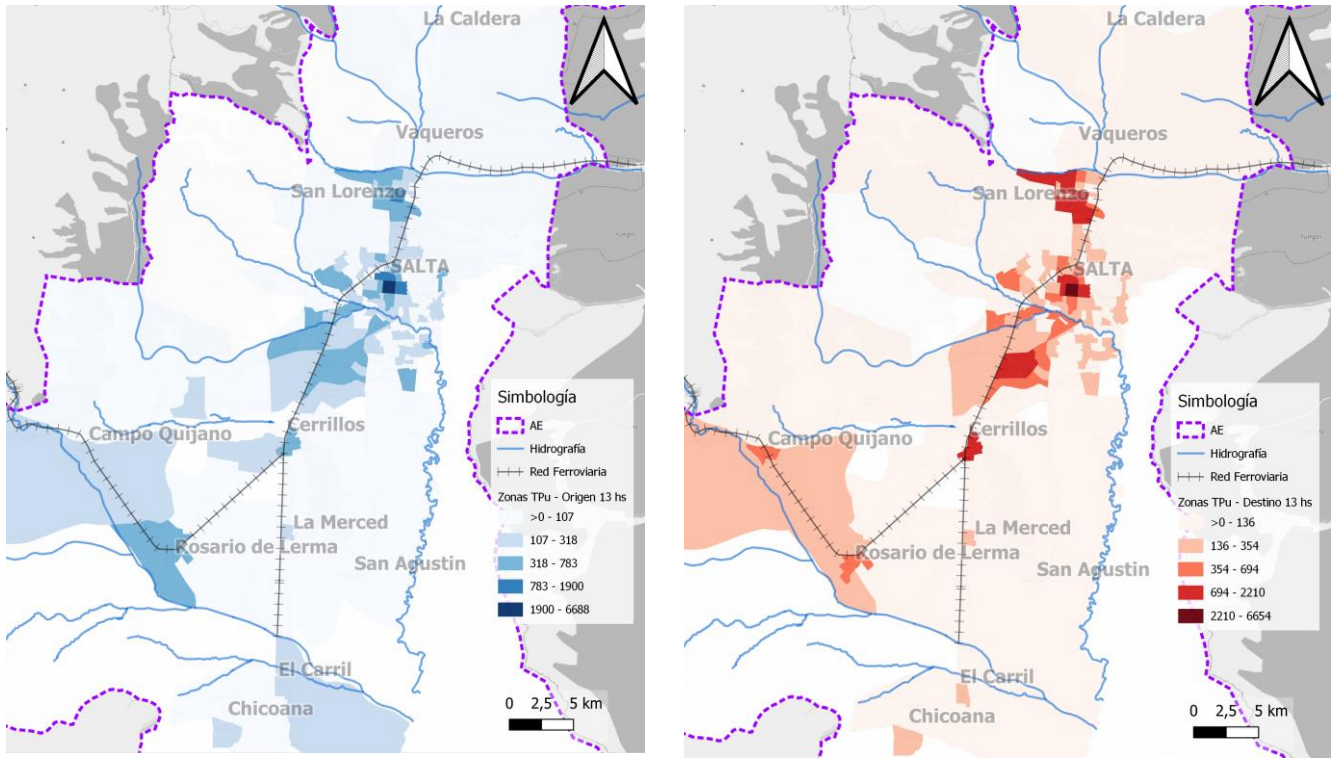 La Caldera
Vaqueros
San Lorenzo
SALTA
Cerrillos
Campo Quijano
La Merced
Rosario de Lerma
San Agustin
El Carril
Chicoana
Simbología
AE
Hidrografía
Red Ferroviaria
Zonas TPu - Origen 13 hs
>0 - 107
107 - 318
318 - 783
783 - 1900
1900 - 6688
0 2,5 5 km
La Caldera
Vaqueros
San Lorenzo
SALTA
Cerrillos
Campo Quijano
La Merced
Rosario de Lerma
San Agustin
El Carril
Chicoana
Simbología
AE
Hidrografía
Red Ferroviaria
Zonas TPu - Destino 13 hs
>0 - 136
136 - 354
354 - 694
694 - 2210
2210 - 6654
0 2,5 5 km